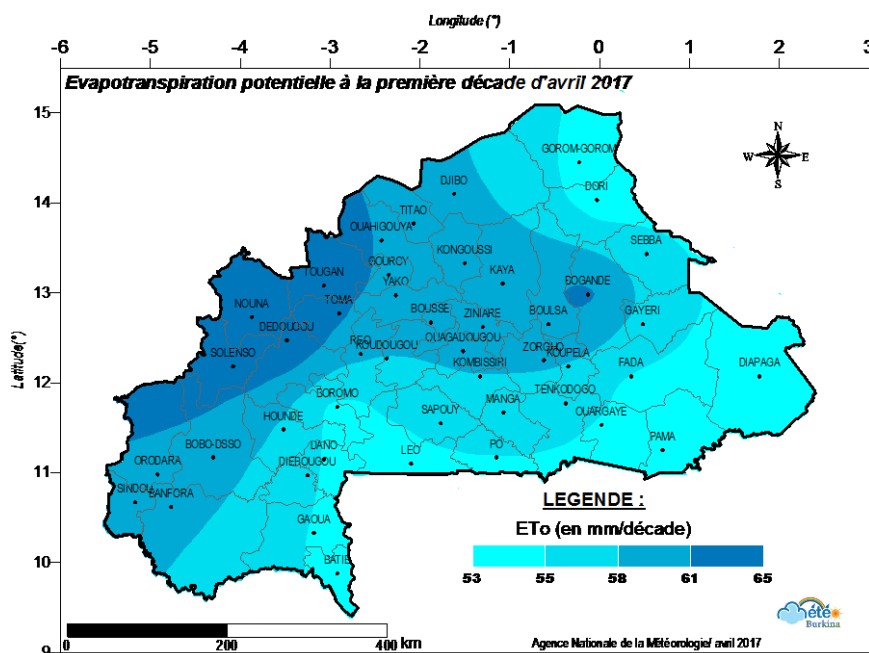 Longitude (°)
-6 -5 -4 -3 -2 -1 0 1 2 3
Evapotranspiration potentielle à la première décade d'avril 2017
15
14
13
12
11
10
9
Latitude(°)
N
W E
S
GOROM-GOROM
DJIBO
DORI
TITAO
OUAHIGOUYA
SEBBA
KONGOUSSI
GOURCY
KAYA
TOUGAN
BOGANDE
YAKO
TOMA
NOUNA
BOUSSE
ZINIARE
BOULSA
GAYERI
DEDOUGOU
REO
KOUDOUGOU
OUAGADOUGOU
ZORGHO
KOUPELA
SOLENSO
KOMBISSIRI
FADA
DIAPAGA
BOROMO
TENKODOGO
MANGA
HOUNDE
SAPOUY
OUARGAYE
BOBO-DSSO
DANO
LEO
PÔ
PAMA
ORODARA
DIEBOUGOU
SINDOU
BANFORA
GAOUA
BATIE
LEGENDE :
ETo (en mm/décade)
53 55 58 61 65
0 200 400 km
Agence Nationale de la Météorologie/ avril 2017
météo
Burkina